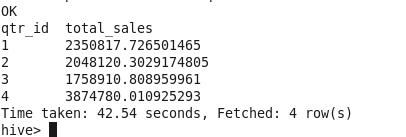 OK
qtr_id  total_sales
1       2350817.726501465
2       2048120.3029174805
3       1758910.808959961
4       3874780.010925293
Time taken: 42.54 seconds, Fetched: 4 row(s)
hive>